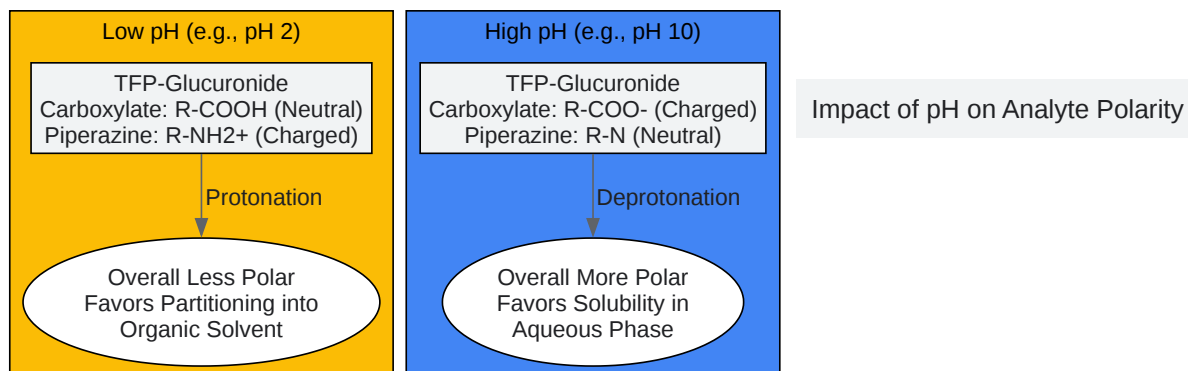 Low pH (e.g., pH 2)
TFP-Glucuronide
Carboxylate: R-COOH (Neutral)
Piperazine: R-NH2+ (Charged)
Protonation
Overall Less Polar
Favors Partitioning into
Organic Solvent
High pH (e.g., pH 10)
TFP-Glucuronide
Carboxylate: R-COO- (Charged)
Piperazine: R-N (Neutral)
Deprotonation
Overall More Polar
Favors Solubility in
Aqueous Phase
Impact of pH on Analyte Polarity